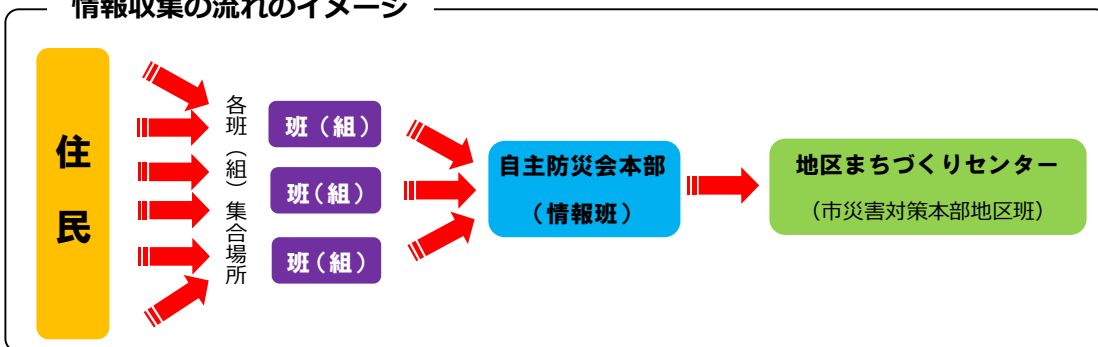 情報収集の流れのイメージ
住民
各班（組）集合場所
班（組）
班（組）
班（組）
自主防災会本部
（情報班）
地区まちづくりセンター
（市災害対策本部地区班）